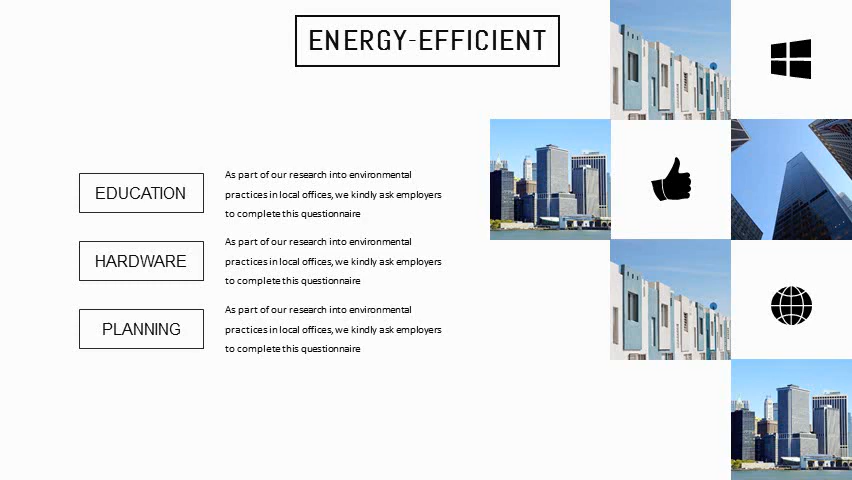 ENERGY-EFFICIENT
EDUCATION
As part of our research into environmental
practices in local offices, we kindly ask employers
to complete this questionnaire
HARDWARE
As part of our research into environmental
practices in local offices, we kindly ask employers
to complete this questionnaire
PLANNING
As part of our research into environmental
practices in local offices, we kindly ask employers
to complete this questionnaire